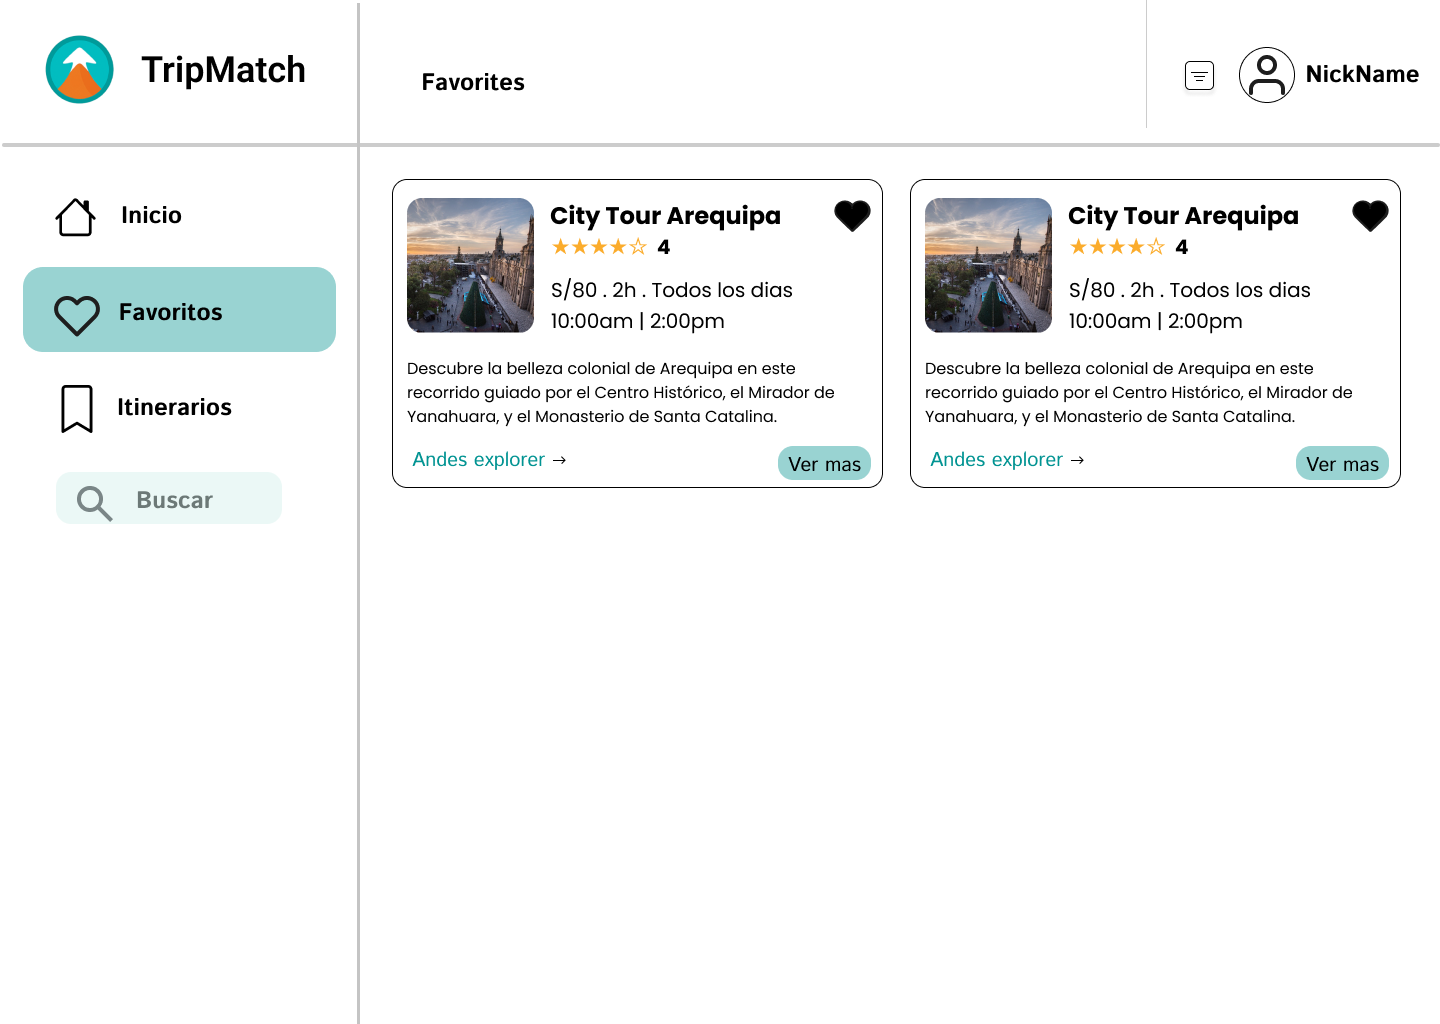 TripMatch
Favorites
NickName
Inicio
Favoritos
Itinerarios
Buscar
City Tour Arequipa
★★★★☆ 4
S/80 . 2h . Todos los dias
10:00am | 2:00pm
Descubre la belleza colonial de Arequipa en este
recorrido guiado por el Centro Histórico, el Mirador de
Yanahuara, y el Monasterio de Santa Catalina.
Andes explorer →
Ver mas
City Tour Arequipa
★★★★☆ 4
S/80 . 2h . Todos los dias
10:00am | 2:00pm
Descubre la belleza colonial de Arequipa en este
recorrido guiado por el Centro Histórico, el Mirador de
Yanahuara, y el Monasterio de Santa Catalina.
Andes explorer →
Ver mas